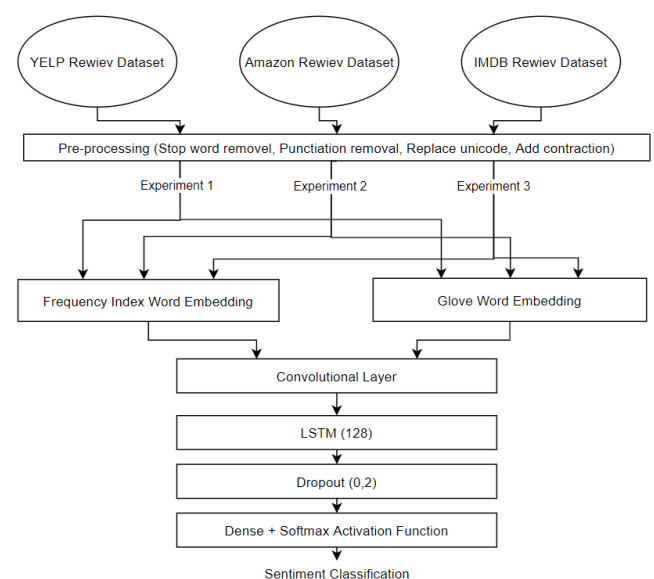 YELP Rewiev Dataset
Amazon Rewiev Dataset
IMDB Rewiev Dataset
Pre-processing (Stop word removel, Punctiation removal, Replace unicode, Add contraction)
Experiment 1
Experiment 2
Experiment 3
Frequency Index Word Embedding
Glove Word Embedding
Convolutional Layer
LSTM (128)
Dropout (0,2)
Dense + Softmax Activation Function
Sentiment Classification